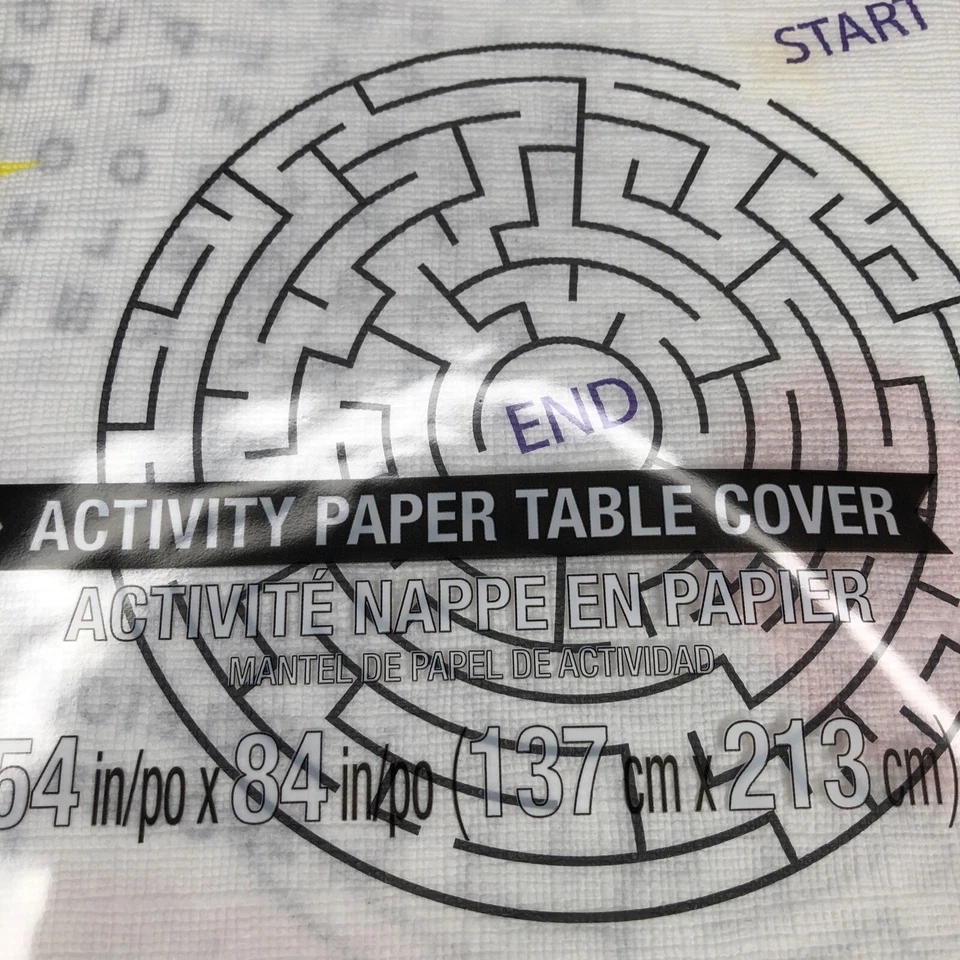 START
END
ACTIVITY PAPER TABLE COVER
ACTIVITÉ NAPPE EN PAPIER
MANTEL DE PAPEL DE ACTIVIDAD
54 in/po x 84 in/po (137 cm x 213 cm)